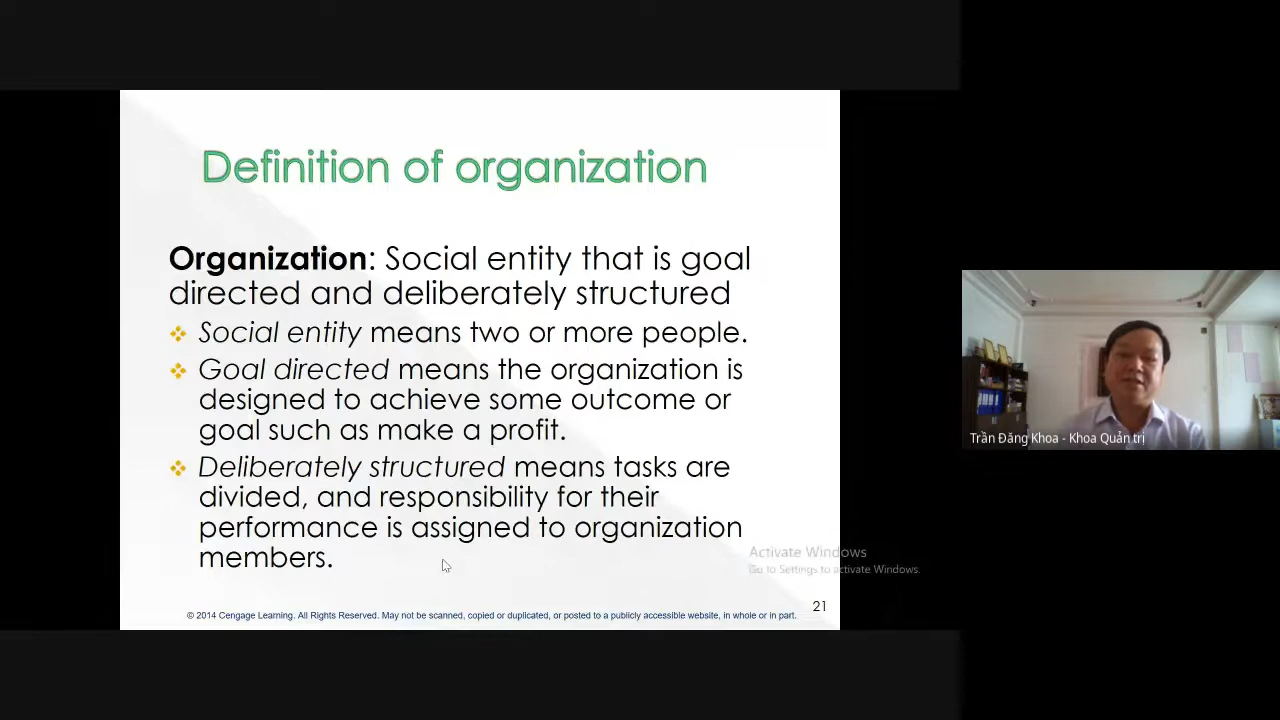 Definition of organization
Organization: Social entity that is goal
directed and deliberately structured
Social entity means two or more people.
Goal directed means the organization is
designed to achieve some outcome or
goal such as make a profit.
Deliberately structured means tasks are
divided, and responsibility for their
performance is assigned to organization
members.
Activate Windows
Go to Settings to activate Windows.
21
© 2014 Cengage Learning. All Rights Reserved. May not be scanned, copied or duplicated, or posted to a publicly accessible website, in whole or in part.
Trần Đăng Khoa - Khoa Quản trị